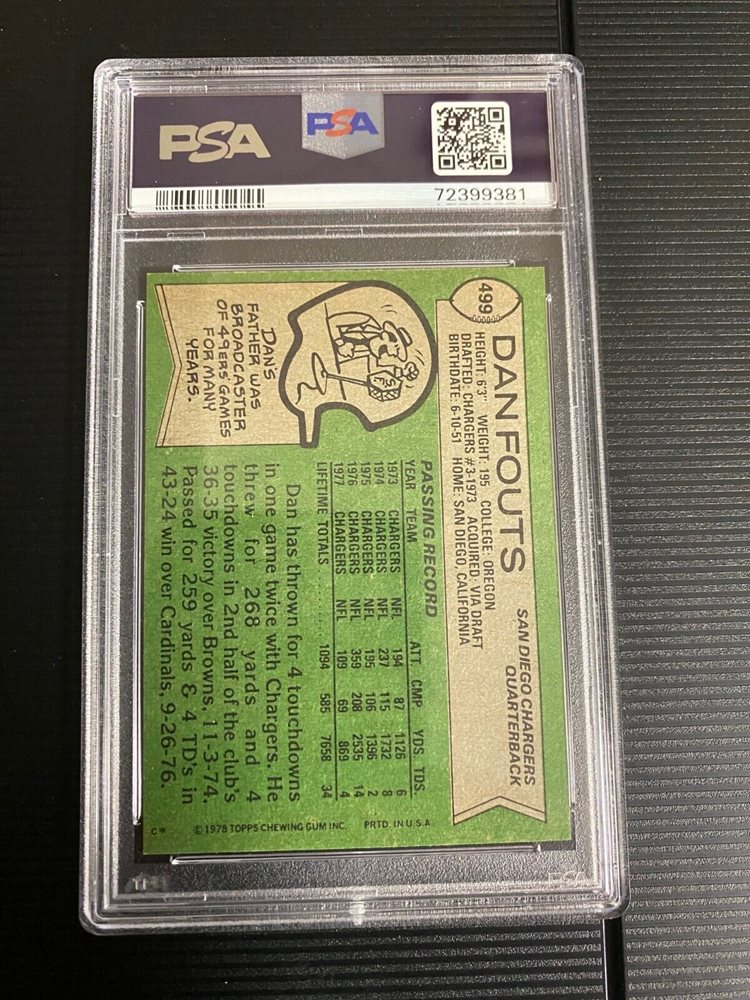 PSA
PSA
72399381
499
DAN FOUTS
SAN DIEGO CHARGERS
QUARTERBACK
HEIGHT: 6'3" WEIGHT: 195 COLLEGE: OREGON
DRAFTED: CHARGERS #3-1973 ACQUIRED: VIA DRAFT
BIRTHDATE: 6-10-51 HOME: SAN DIEGO, CALIFORNIA
PASSING RECORD
YEAR TEAM ATT. CMP. YDS. TDS.
1973 CHARGERS NFL 194 87 1126 6
1974 CHARGERS NFL 237 115 1732 8
1975 CHARGERS NFL 195 106 1396 2
1976 CHARGERS NFL 359 208 2535 14
1977 CHARGERS NFL 109 69 869 4
LIFETIME TOTALS 1094 585 7658 34
Dan has thrown for 4 touchdowns
in one game twice with Chargers. He
threw for 268 yards and 4
touchdowns in 2nd half of the club's
36-35 victory over Browns, 11-3-74.
Passed for 259 yards & 4 TD's in
43-24 win over Cardinals, 9-26-76.
DAN'S
FATHER WAS
BROADCASTER
OF 49ERS' GAMES
FOR MANY
YEARS.
C* © 1978 TOPPS CHEWING GUM INC. PRTD. IN U.S.A.
PSA